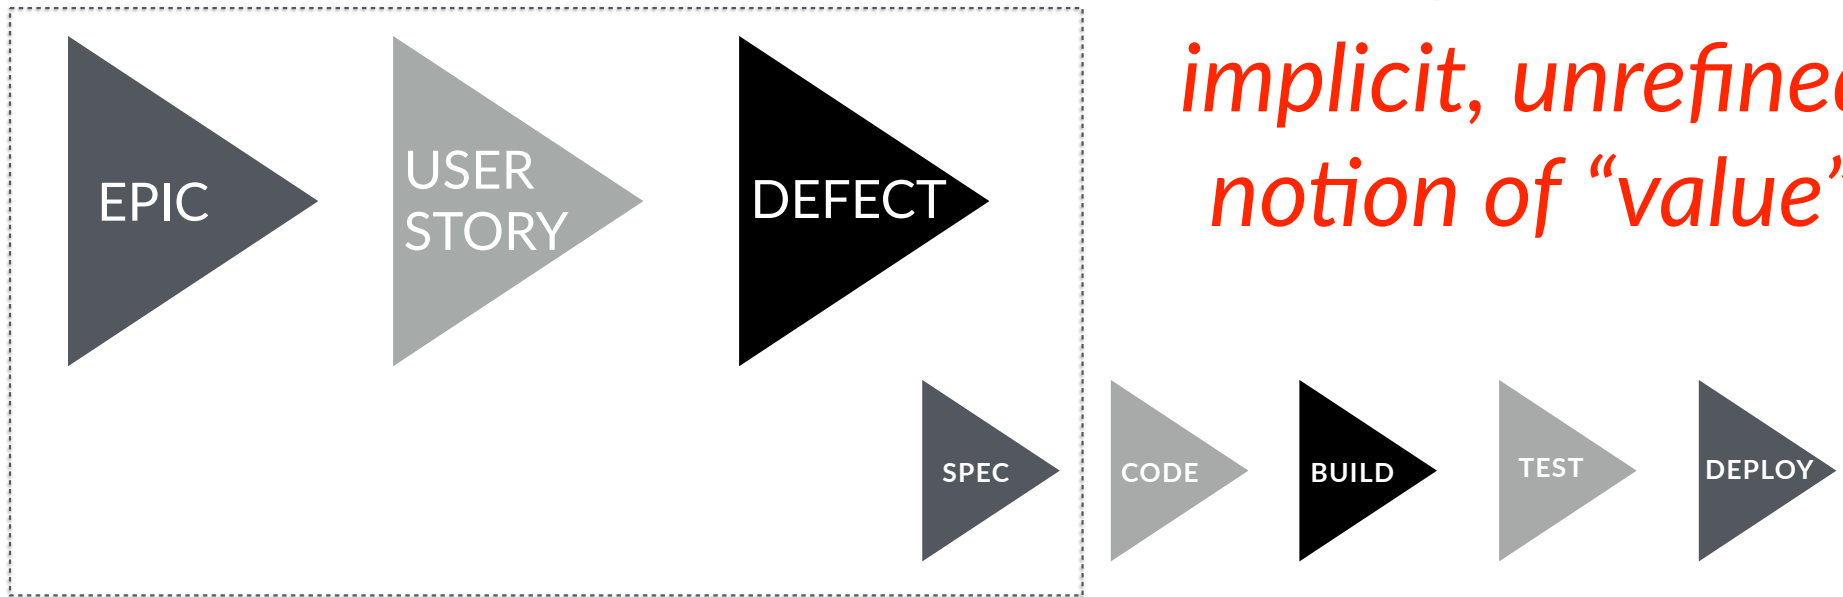 EPIC
USER
STORY
DEFECT
implicit, unrefined
notion of “value”
SPEC
CODE
BUILD
TEST
DEPLOY